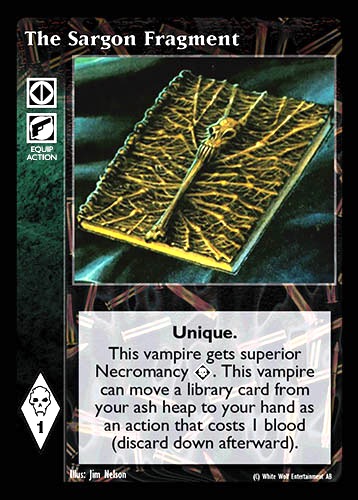 The Sargon Fragment
EQUIP
ACTION
Unique.
This vampire gets superior
Necromancy. This vampire
can move a library card from
your ash heap to your hand as
an action that costs 1 blood
(discard down afterward).
1
Illus: Jim Nelson
(C) White Wolf Entertainment AB